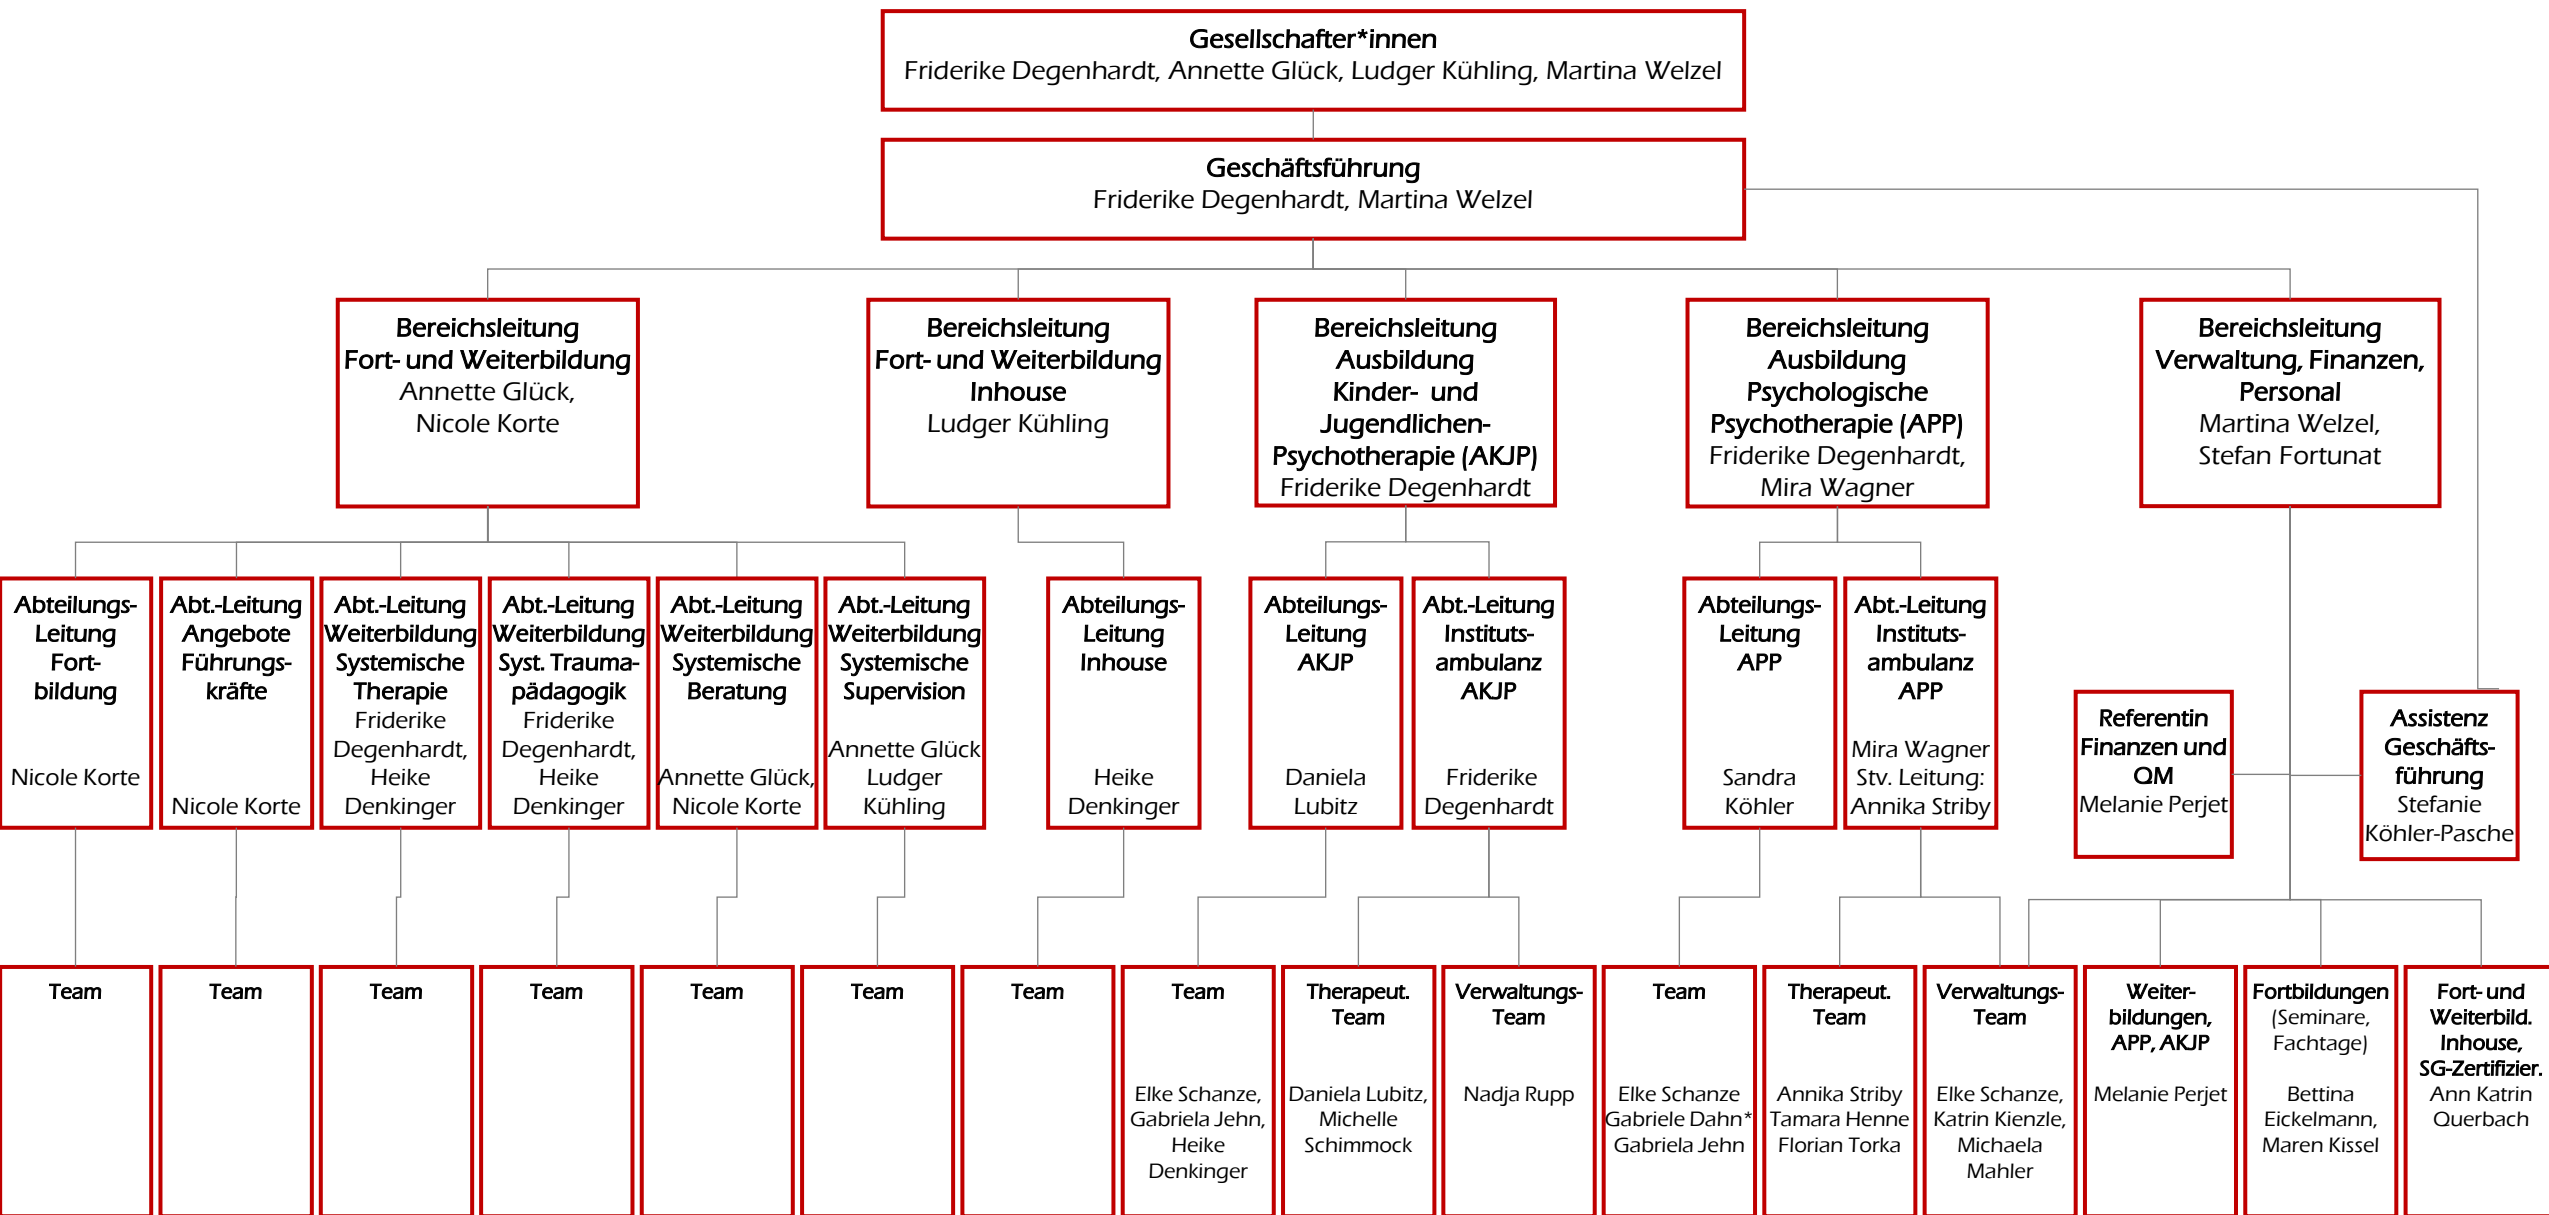 Gesellschafter*innen
Friderike Degenhardt, Annette Glück, Ludger Kühling, Martina Welzel
Geschäftsführung
Friderike Degenhardt, Martina Welzel
Bereichsleitung
Fort- und Weiterbildung
Annette Glück,
Nicole Korte
Bereichsleitung
Fort- und Weiterbildung
Inhouse
Ludger Kühling
Bereichsleitung
Ausbildung
Kinder- und
Jugendlichen-
Psychotherapie (AKJP)
Friderike Degenhardt
Bereichsleitung
Ausbildung
Psychologische
Psychotherapie (APP)
Friderike Degenhardt,
Mira Wagner
Bereichsleitung
Verwaltung, Finanzen,
Personal
Martina Welzel,
Stefan Fortunat
Abteilungs-
Leitung
Fort-
bildung
Nicole Korte
Abt.-Leitung
Angebote
Führungs-
kräfte
Nicole Korte
Abt.-Leitung
Weiterbildung
Systemische
Therapie
Friderike
Degenhardt,
Heike
Denkinger
Abt.-Leitung
Weiterbildung
Syst. Trauma-
pädagogik
Friderike
Degenhardt,
Heike
Denkinger
Abt.-Leitung
Weiterbildung
Systemische
Beratung
Annette Glück,
Nicole Korte
Abt.-Leitung
Weiterbildung
Systemische
Supervision
Annette Glück
Ludger
Kühling
Abteilungs-
Leitung
Inhouse
Heike
Denkinger
Abteilungs-
Leitung
AKJP
Daniela
Lubitz
Abt.-Leitung
Instituts-
ambulanz
AKJP
Friderike
Degenhardt
Abteilungs-
Leitung
APP
Sandra
Köhler
Abt.-Leitung
Instituts-
ambulanz
APP
Mira Wagner
Stv. Leitung:
Annika Striby
Referentin
Finanzen und
QM
Melanie Perjet
Assistenz
Geschäfts-
führung
Stefanie
Köhler-Pasche
Team
Team
Team
Team
Team
Team
Team
Team
Elke Schanze,
Gabriela Jehn,
Heike
Denkinger
Therapeut.
Team
Daniela Lubitz,
Michelle
Schimmock
Verwaltungs-
Team
Nadja Rupp
Team
Elke Schanze
Gabriele Dahn*
Gabriela Jehn
Therapeut.
Team
Annika Striby
Tamara Henne
Florian Torka
Verwaltungs-
Team
Elke Schanze,
Katrin Kienzle,
Michaela
Mahler
Weiter-
bildungen,
APP, AKJP
Melanie Perjet
Fortbildungen
(Seminare,
Fachtage)
Bettina
Eickelmann,
Maren Kissel
Fort- und
Weiterbild.
Inhouse,
SG-Zertifizier.
Ann Katrin
Querbach